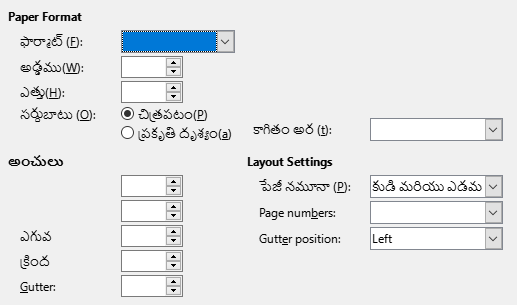 Paper Format
ఫార్మాట్ (F):
అడ్డము(W):
ఎత్తు(H):
సర్దుబాటు (O): చిత్రపటం(P)
ప్రకృతి దృశ్యం(a) కాగితం అర (t):
అంచులు Layout Settings
పేజీ నమూనా (P): కుడి మరియు ఎడమ
Page numbers:
ఎగువ Gutter position: Left
క్రింద
Gutter: